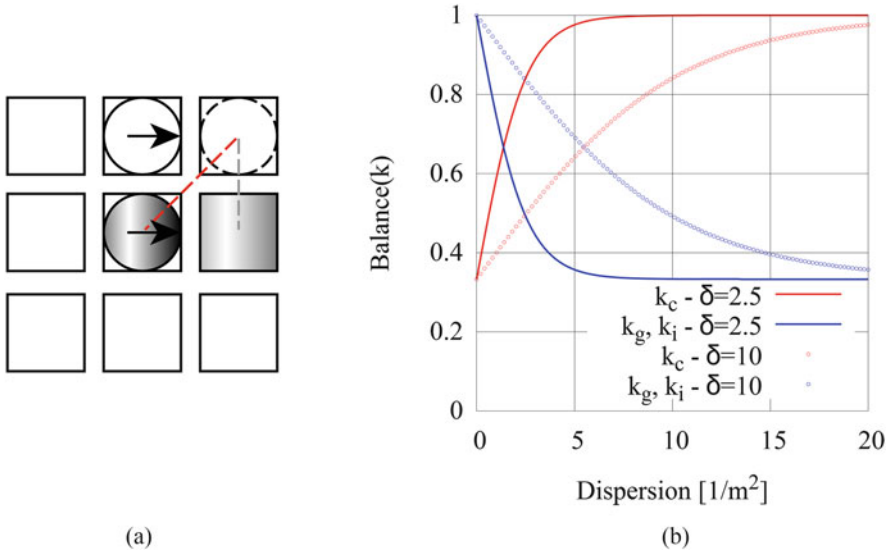 1
0.8
0.6
0.4
0.2
0
Balance(k)
k_c - δ=2.5
k_g, k_i - δ=2.5
k_c - δ=10
k_g, k_i - δ=10
0 5 10 15 20
Dispersion [1/m²]
(a) (b)